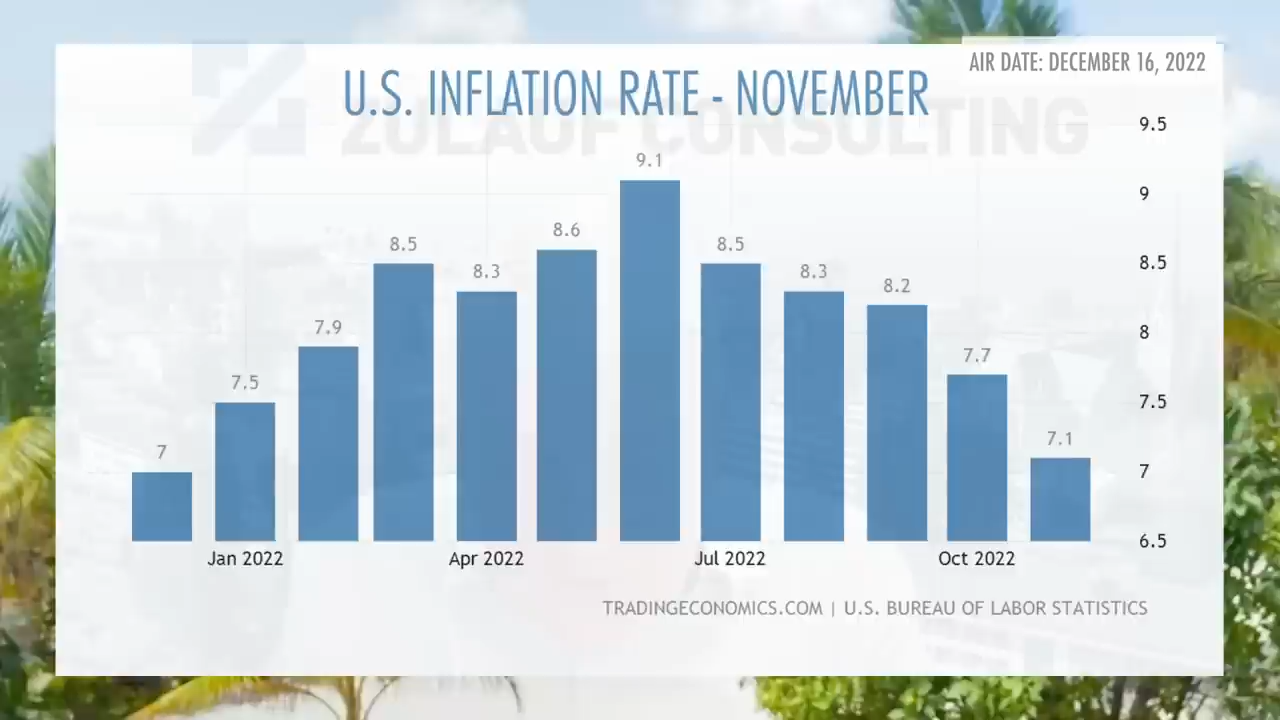 AIR DATE: DECEMBER 16, 2022
U.S. INFLATION RATE - NOVEMBER
ZULAUF CONSULTING
9.5
9
8.5
8
7.5
7
6.5
7
7.5
7.9
8.5
8.3
8.6
9.1
8.5
8.3
8.2
7.7
7.1
Jan 2022
Apr 2022
Jul 2022
Oct 2022
TRADINGECONOMICS.COM | U.S. BUREAU OF LABOR STATISTICS